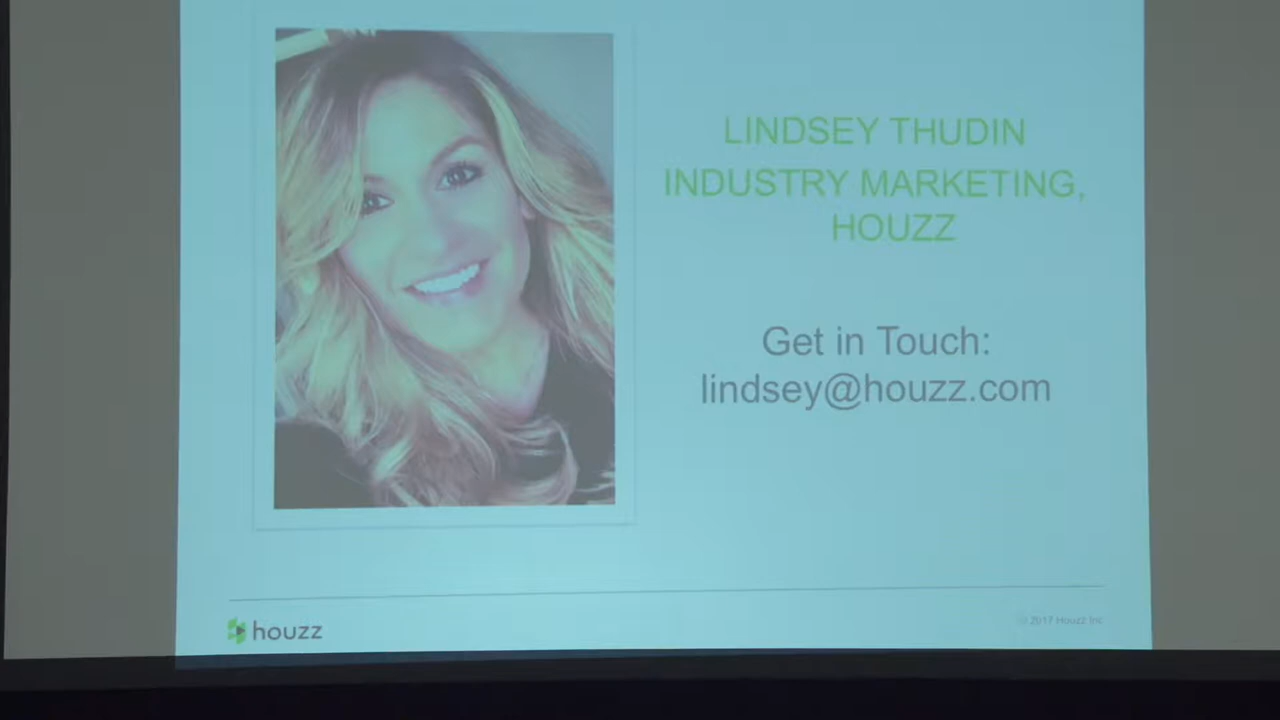 LINDSEY THUDIN
INDUSTRY MARKETING,
HOUZZ
Get in Touch:
lindsey@houzz.com
houzz
© 2017 Houzz Inc